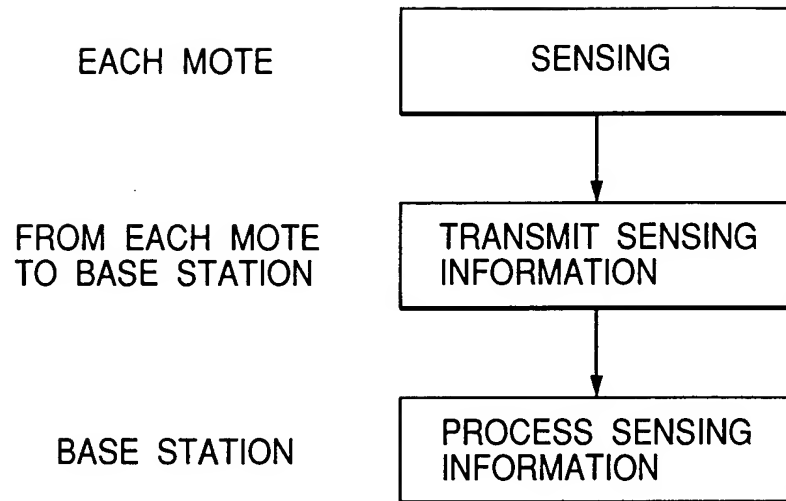 EACH MOTE
SENSING
FROM EACH MOTE
TO BASE STATION
TRANSMIT SENSING
INFORMATION
BASE STATION
PROCESS SENSING
INFORMATION